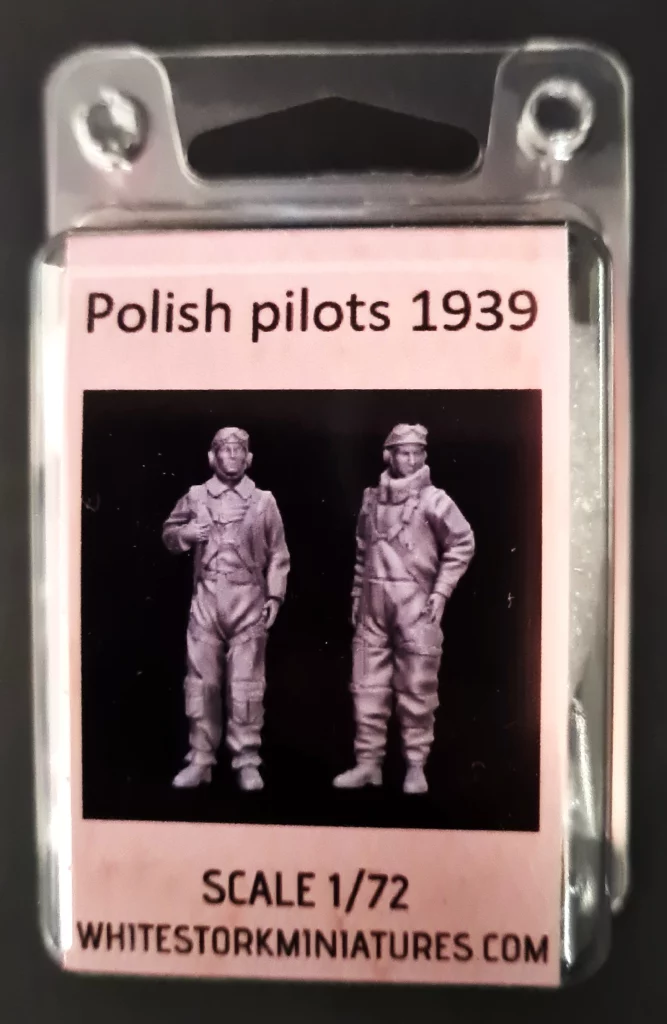 Polish pilots 1939
SCALE 1/72
WHITESTORKMINIATURES.COM